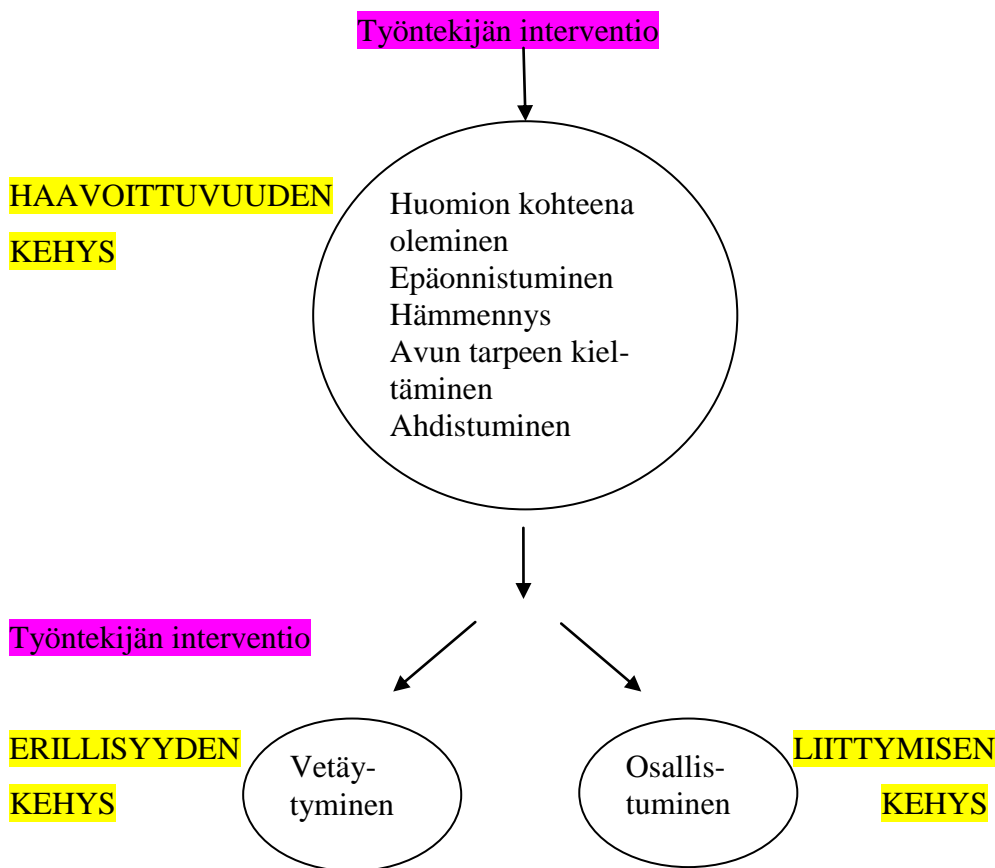 Työntekijän interventio
HAAVOITTUVUUDEN
KEHYS
Huomion kohteena
oleminen
Epäonnistuminen
Hämmennys
Avun tarpeen kiel-
täminen
Ahdistuminen
Työntekijän interventio
ERILLISYYDEN
KEHYS
Vetäy-
tyminen
Osallis-
tuminen
LIITTYMISEN
KEHYS